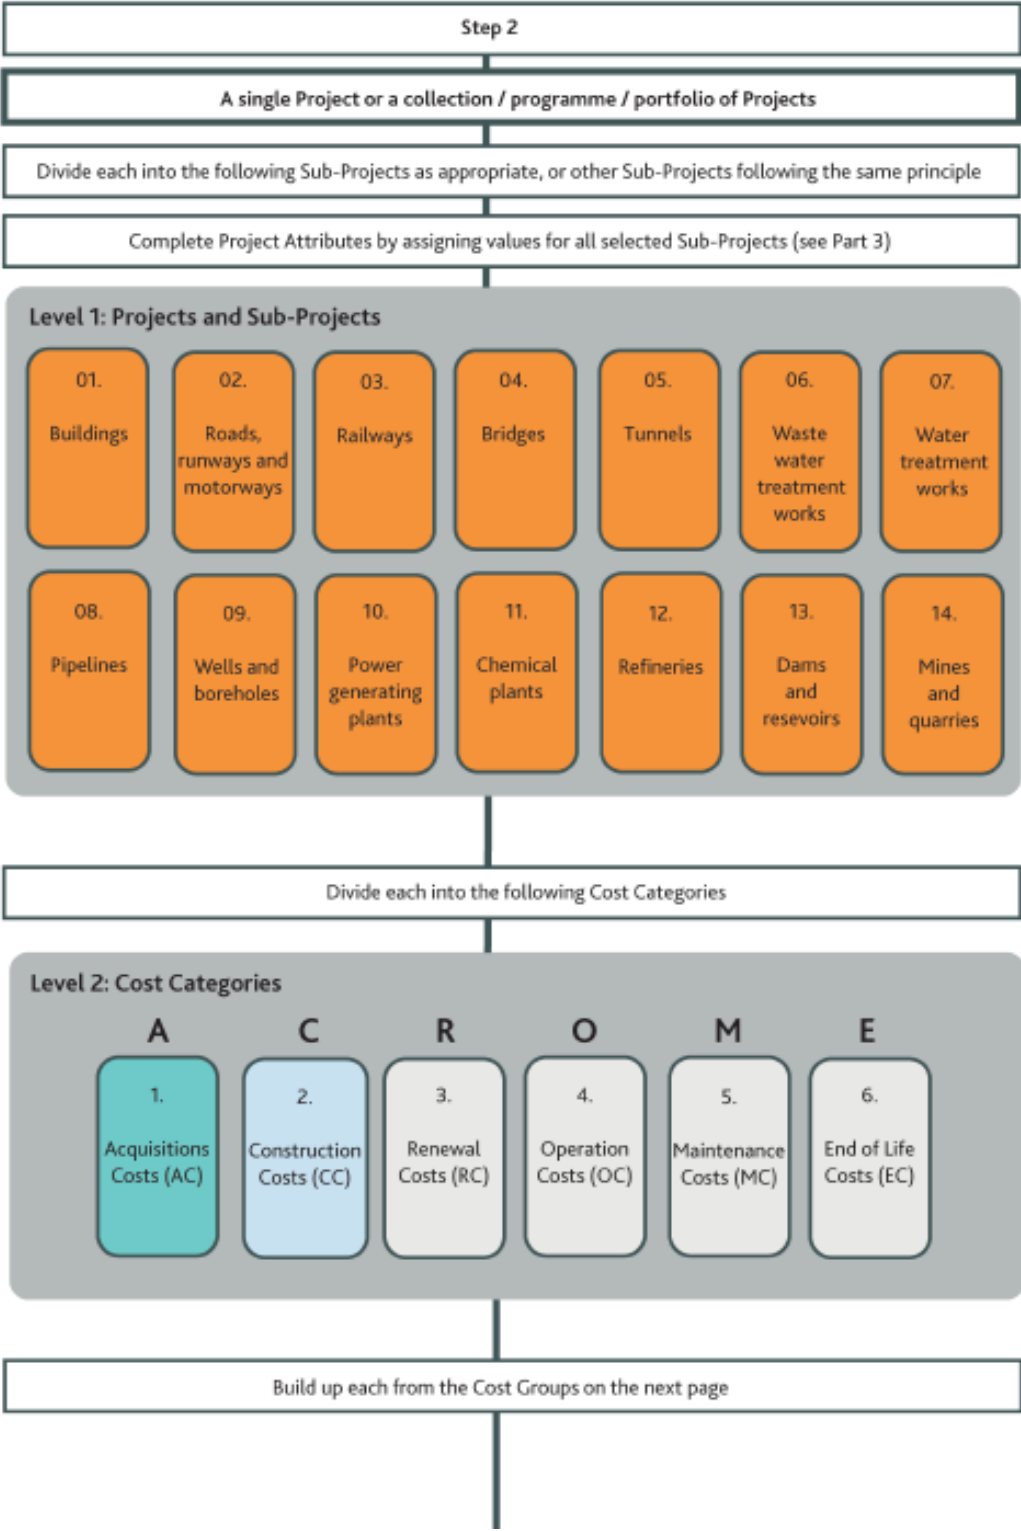 Step 2
A single Project or a collection / programme / portfolio of Projects
Divide each into the following Sub-Projects as appropriate, or other Sub-Projects following the same principle
Complete Project Attributes by assigning values for all selected Sub-Projects (see Part 3)
Level 1: Projects and Sub-Projects
01.
Buildings
02.
Roads,
runways and
motorways
03.
Railways
04.
Bridges
05.
Tunnels
06.
Waste
water
treatment
works
07.
Water
treatment
works
08.
Pipelines
09.
Wells and
boreholes
10.
Power
generating
plants
11.
Chemical
plants
12.
Refineries
13.
Dams
and
resevoirs
14.
Mines
and
quarries
Divide each into the following Cost Categories
Level 2: Cost Categories
A
C
R
O
M
E
1.
Acquisitions
Costs (AC)
2.
Construction
Costs (CC)
3.
Renewal
Costs (RC)
4.
Operation
Costs (OC)
5.
Maintenance
Costs (MC)
6.
End of Life
Costs (EC)
Build up each from the Cost Groups on the next page